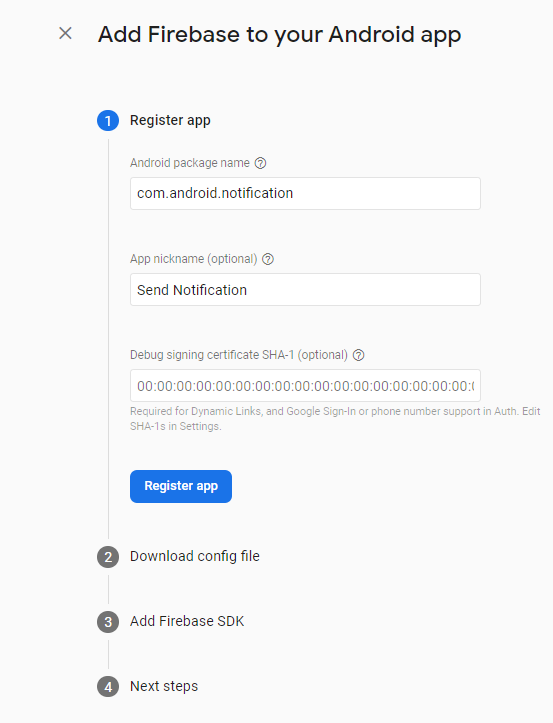 Add Firebase to your Android app
1 Register app
Android package name
com.android.notification
App nickname (optional)
Send Notification
Debug signing certificate SHA-1 (optional)
00:00:00:00:00:00:00:00:00:00:00:00:00:00:00:00:00:
Required for Dynamic Links, and Google Sign-In or phone number support in Auth. Edit
SHA-1s in Settings.
Register app
2 Download config file
3 Add Firebase SDK
4 Next steps